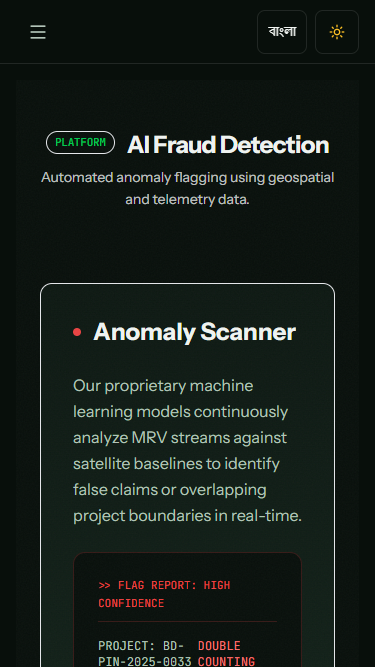 বাংলা
PLATFORM AI Fraud Detection
Automated anomaly flagging using geospatial
and telemetry data.
Anomaly Scanner
Our proprietary machine
learning models continuously
analyze MRV streams against
satellite baselines to identify
false claims or overlapping
project boundaries in real-time.
>> FLAG REPORT: HIGH
CONFIDENCE
PROJECT: BD- DOUBLE
PIN-2025-0033 COUNTING